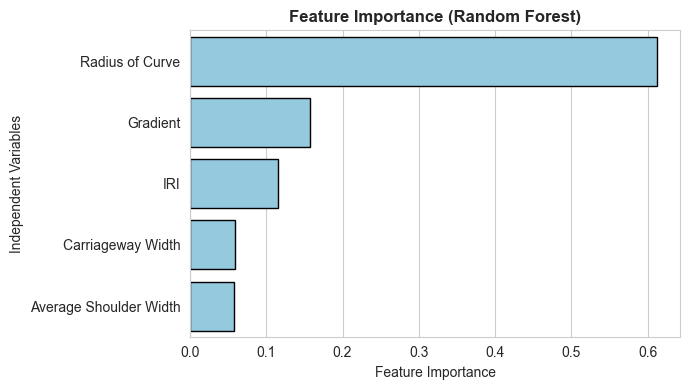 Feature Importance (Random Forest)
Independent Variables
Radius of Curve
Gradient
IRI
Carriageway Width
Average Shoulder Width
0.0 0.1 0.2 0.3 0.4 0.5 0.6
Feature Importance